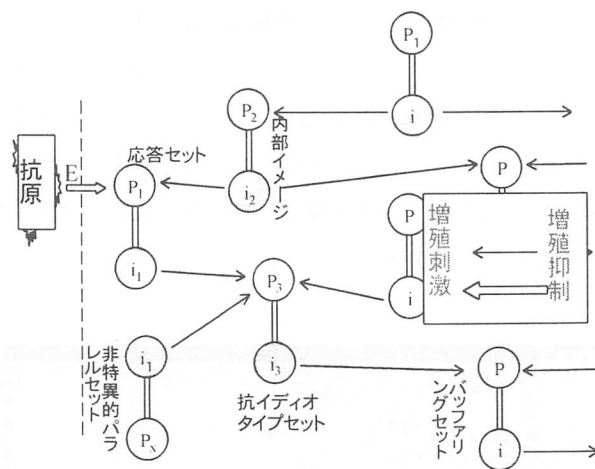 P1
i
P2
i2
内部イメージ
抗原
E
応答セット
P1
i1
P
P
i
増殖刺激
増殖抑制
P3
i3
抗イディオ
タイプセット
i1
Px
非特異的パラ
レルセット
P
i
バッファリ
ングセット